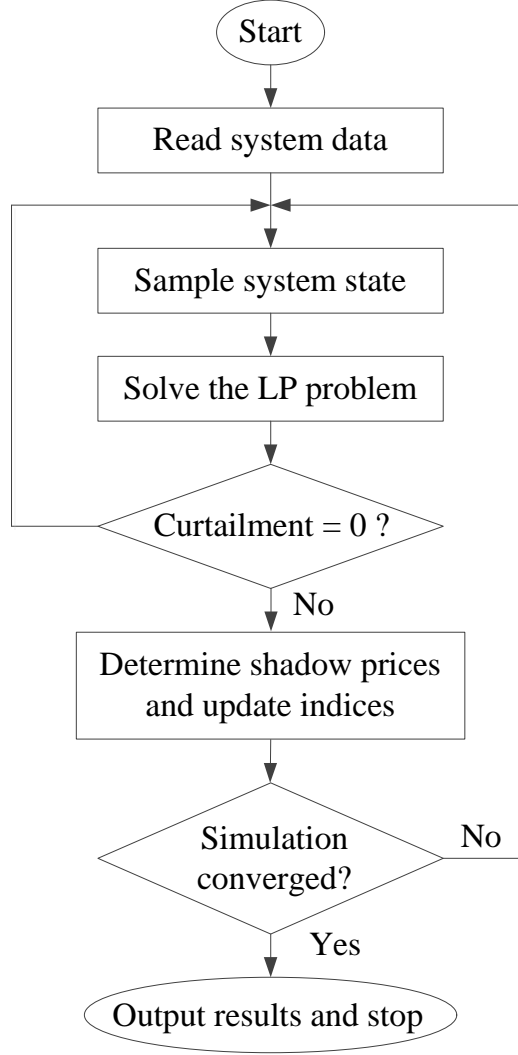 Start
Read system data
Sample system state
Solve the LP problem
Curtailment = 0 ?
No
Determine shadow prices
and update indices
Simulation
converged?
No
Yes
Output results and stop